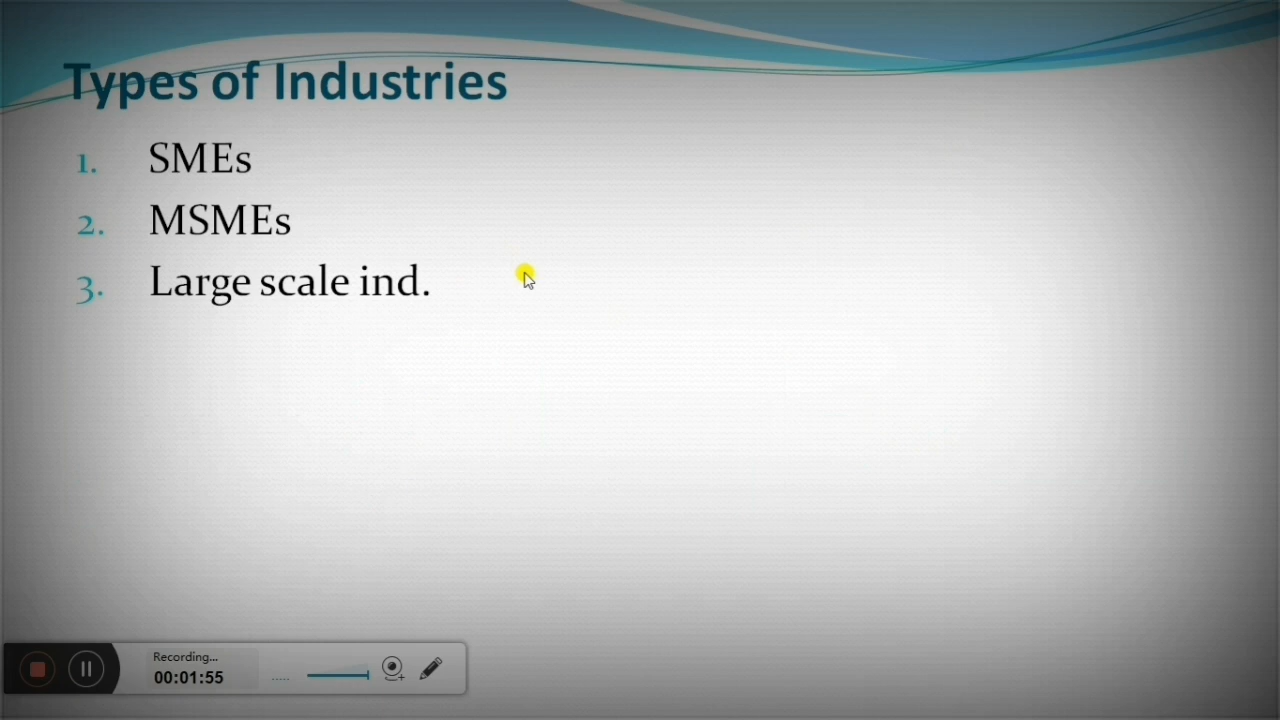 Types of Industries
1. SMEs
2. MSMEs
3. Large scale ind.
Recording...
00:01:55